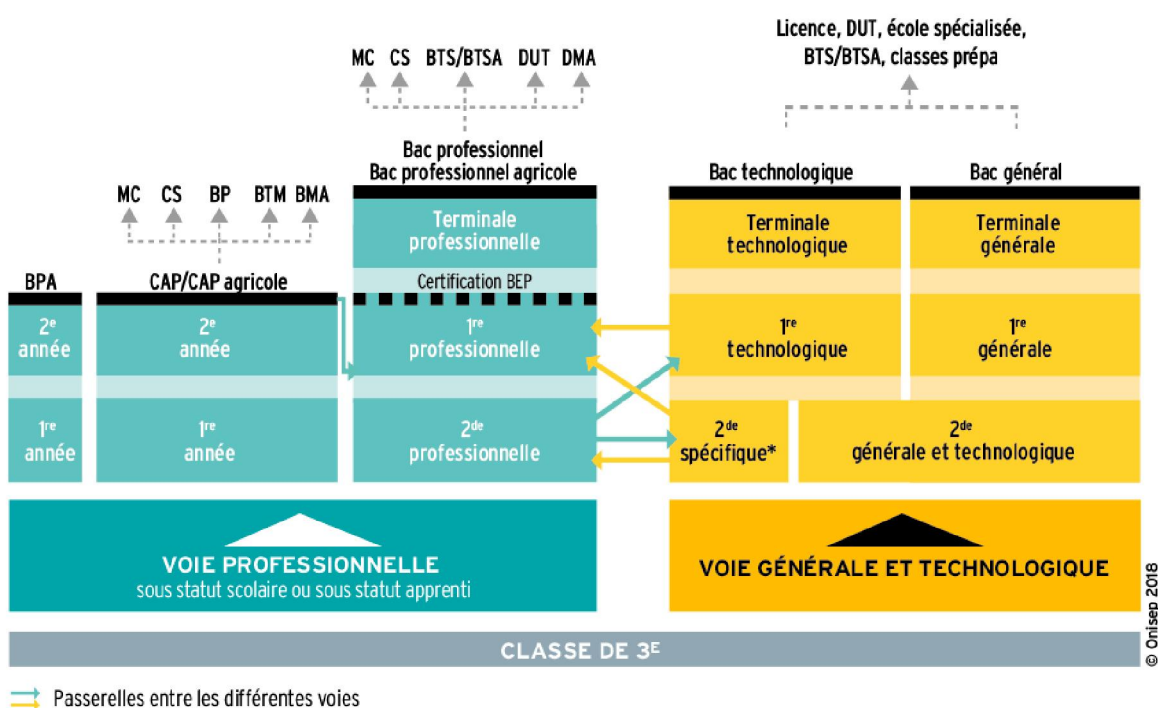 Licence, DUT, école spécialisée,
BTS/BTSA, classes prépa
MC CS BTS/BTSA DUT DMA
Bac professionnel
Bac professionnel agricole
Bac technologique
Bac général
MC CS BP BTM BMA
Terminale
professionnelle
Terminale
technologique
Terminale
générale
BPA
CAP/CAP agricole
Certification BEP
2e
année
2e
année
1re
professionnelle
1re
technologique
1re
générale
1re
année
1re
année
2de
professionnelle
2de
spécifique*
2de
générale et technologique
VOIE PROFESSIONNELLE
sous statut scolaire ou sous statut apprenti
VOIE GÉNÉRALE ET TECHNOLOGIQUE
CLASSE DE 3E
Passerelles entre les différentes voies
© Onisep 2018